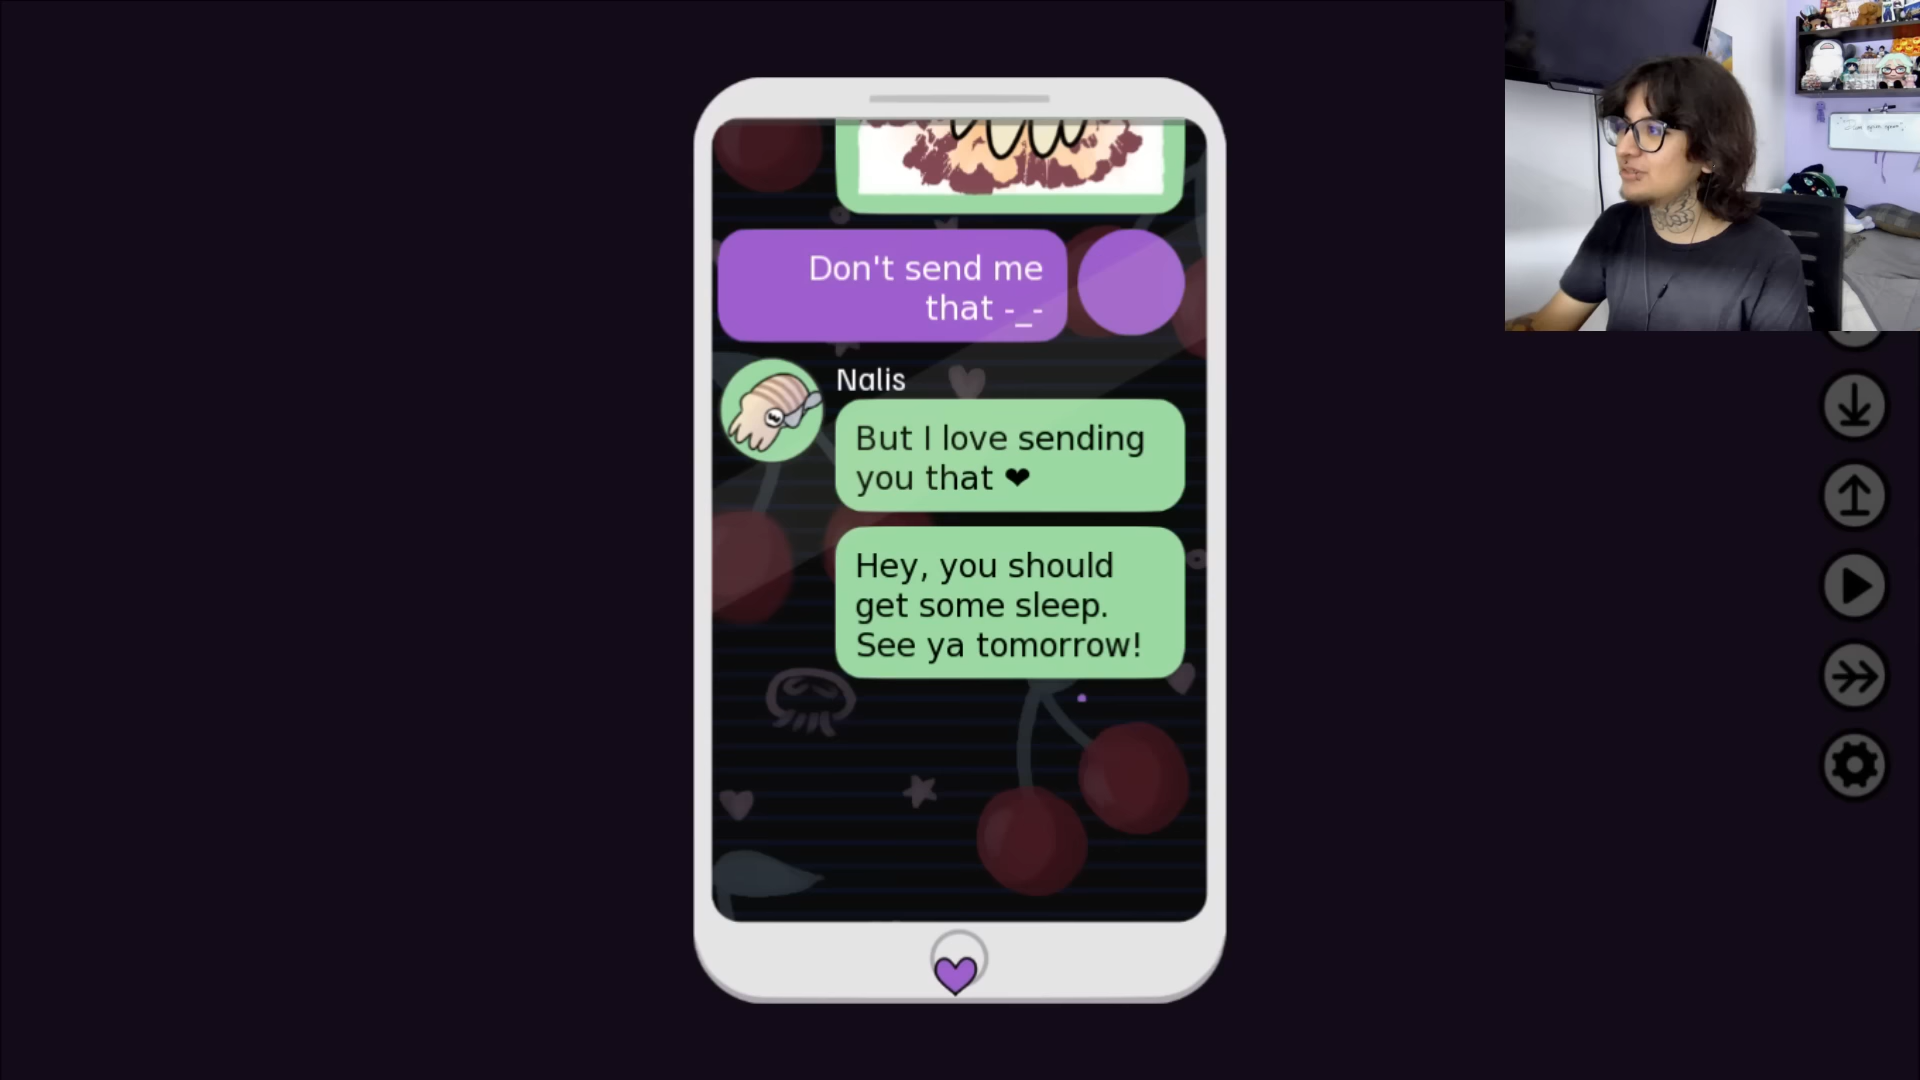 Don't send me
that -_-
Nalis
But I love sending
you that ❤
Hey, you should
get some sleep.
See ya tomorrow!